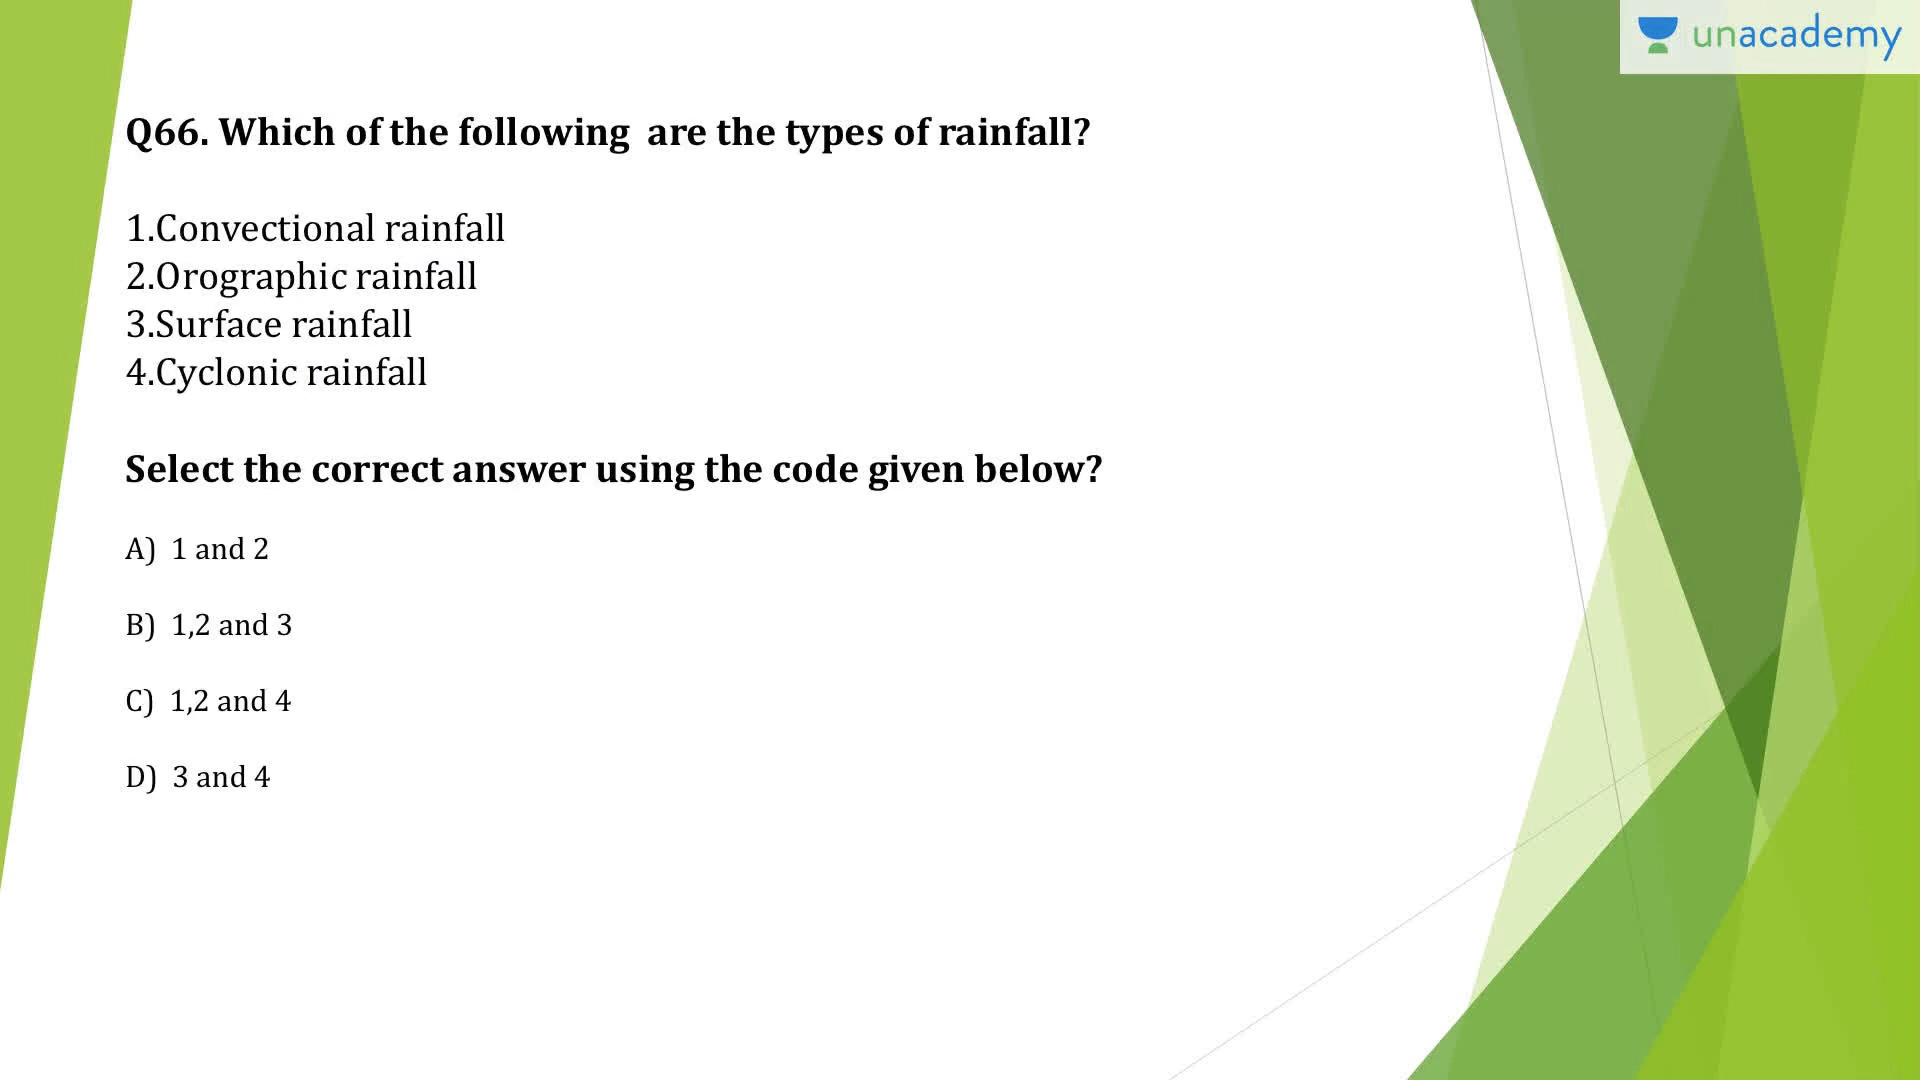 unacademy
Q66. Which of the following  are the types of rainfall?
1.Convectional rainfall
2.Orographic rainfall
3.Surface rainfall
4.Cyclonic rainfall
Select the correct answer using the code given below?
A)  1 and 2
B)  1,2 and 3
C)  1,2 and 4
D)  3 and 4